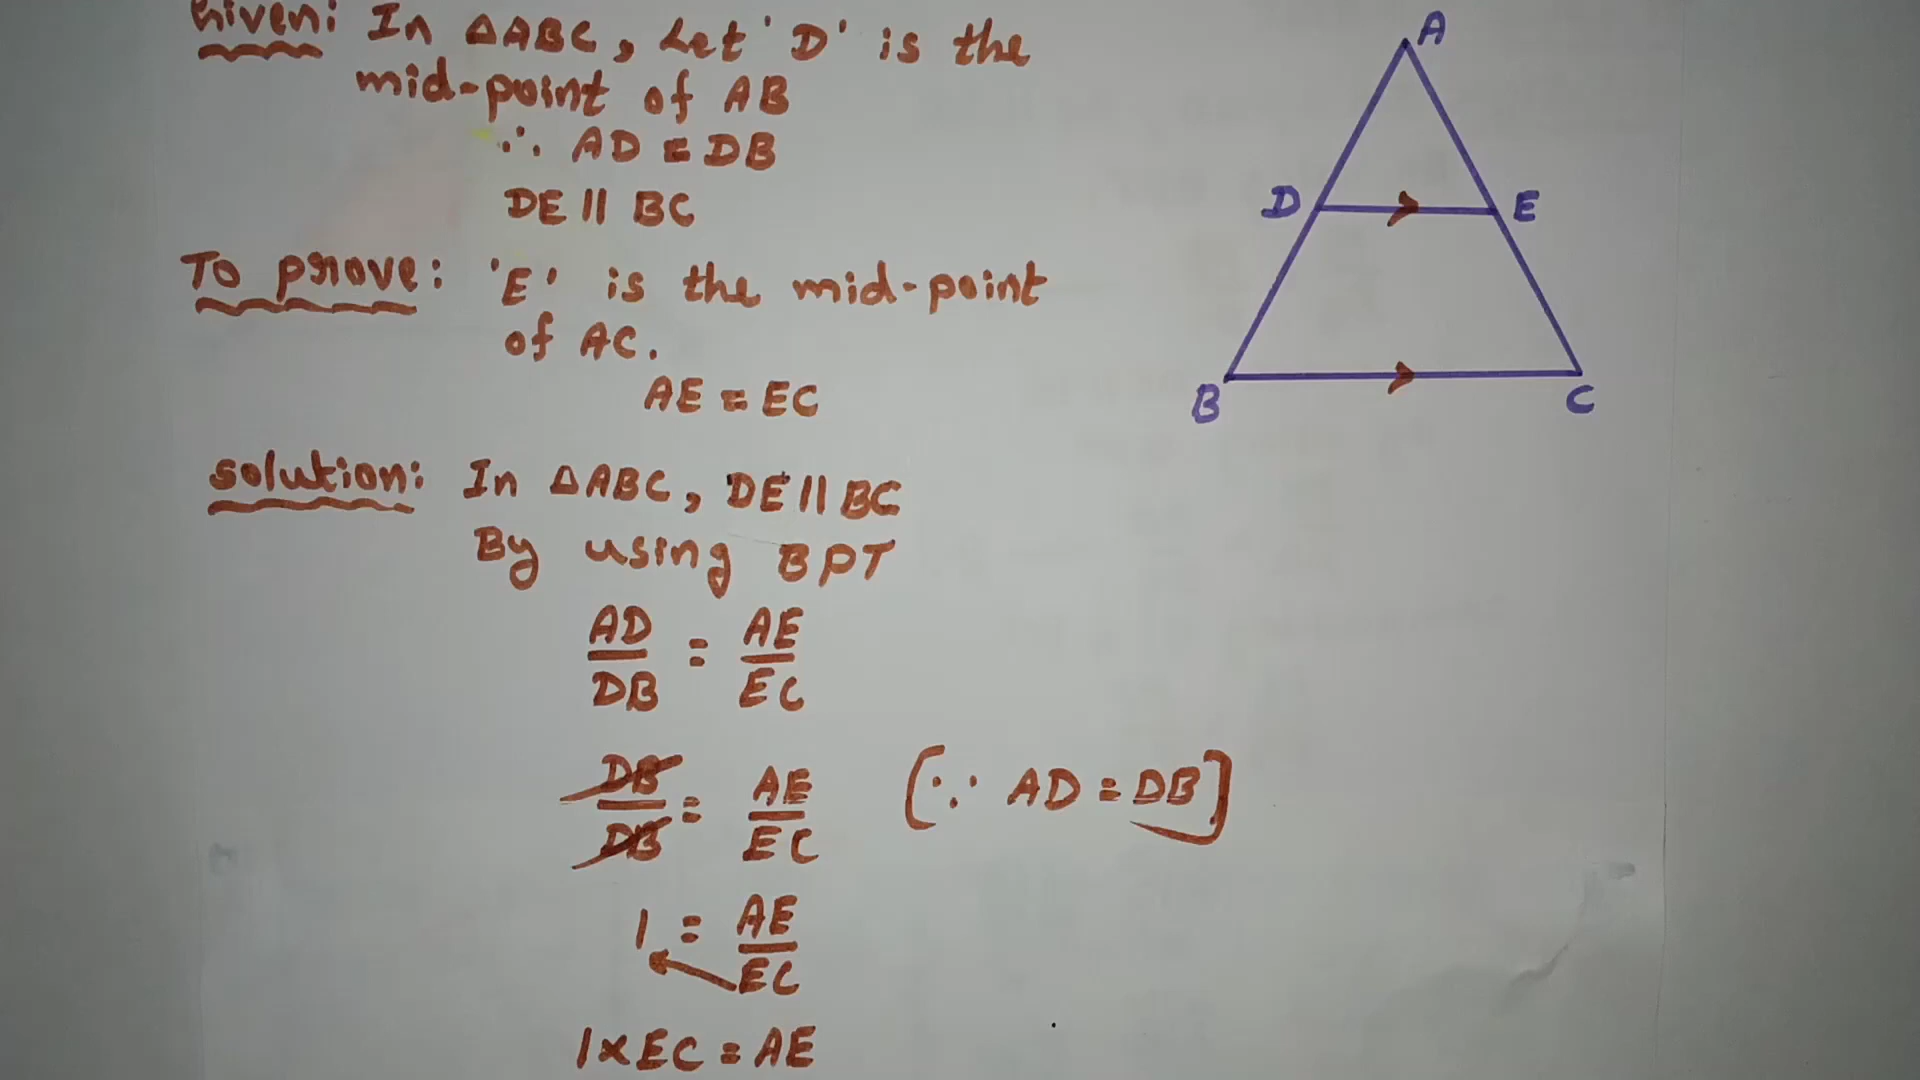 Given: In ∆ABC, Let 'D' is the
mid-point of AB
∴ AD = DB
DE || BC
To prove: 'E' is the mid-point
of AC.
AE = EC
Solution: In ∆ABC, DE || BC
By using BPT
AD/DB = AE/EC
DB/DB = AE/EC [∵ AD = DB]
1 = AE/EC
1×EC = AE
A
D
E
B
C